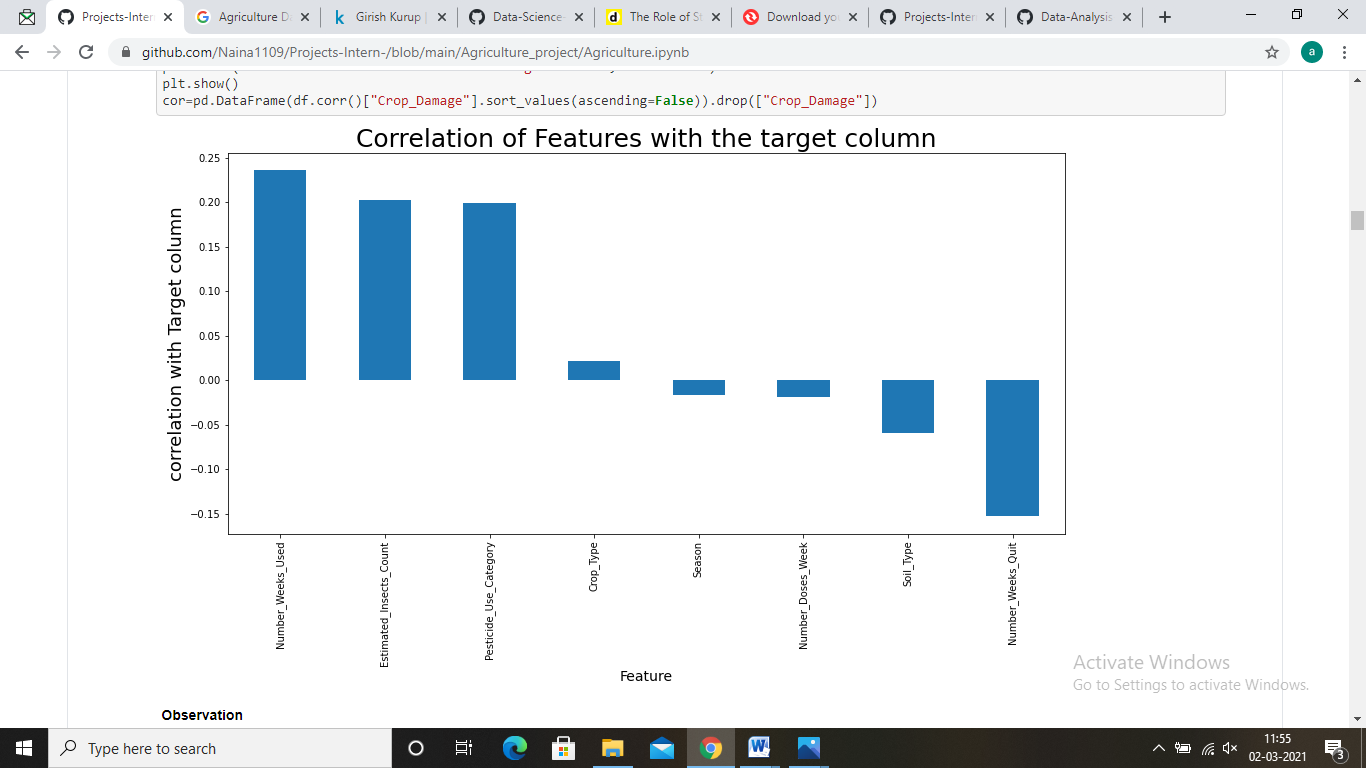 Projects-Inter
Agriculture D
Girish Kurup |
Data-Science-
The Role of St
Download you
Projects-Inter
Data-Analysis
github.com/Naina1109/Projects-Intern-/blob/main/Agriculture_project/Agriculture.ipynb
a
plt.show()
cor=pd.DataFrame(df.corr()["Crop_Damage"].sort_values(ascending=False)).drop(["Crop_Damage"])
Correlation of Features with the target column
correlation with Target column
0.25
0.20
0.15
0.10
0.05
0.00
−0.05
−0.10
−0.15
Number_Weeks_Used
Estimated_Insects_Count
Pesticide_Use_Category
Crop_Type
Season
Number_Doses_Week
Soil_Type
Number_Weeks_Quit
Feature
Activate Windows
Go to Settings to activate Windows.
Observation
Type here to search
11:55
02-03-2021
3